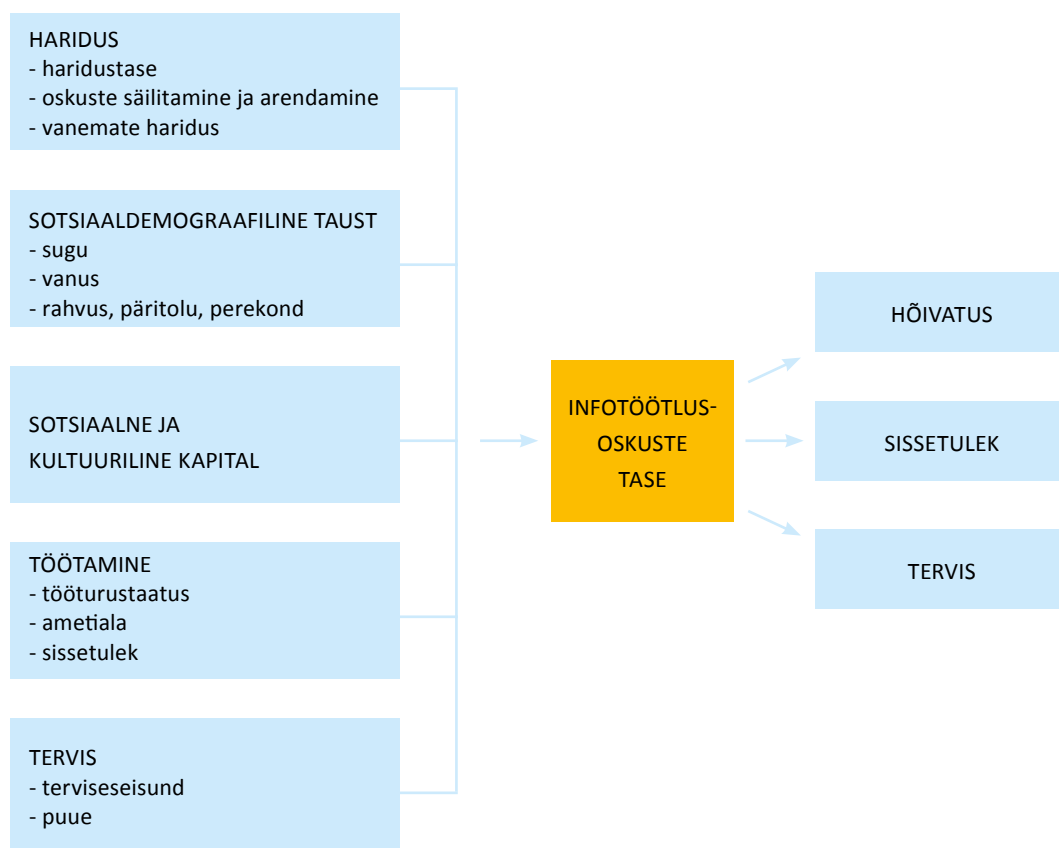 HARIDUS
- haridustase
- oskuste säilitamine ja arendamine
- vanemate haridus
SOTSIAALDEMOGRAAFILINE TAUST
- sugu
- vanus
- rahvus, päritolu, perekond
SOTSIAALNE JA
KULTUURILINE KAPITAL
TÖÖTAMINE
- tööturustaatus
- ametiala
- sissetulek
TERVIS
- terviseseisund
- puue
INFOTÖÖTLUS-
OSKUSTE
TASE
HÕIVATUS
SISSETULEK
TERVIS